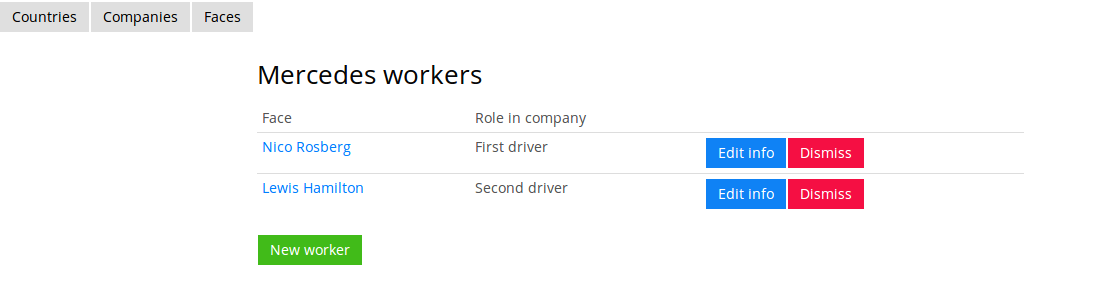 Countries Companies Faces
Mercedes workers
Face Role in company
Nico Rosberg First driver Edit info Dismiss
Lewis Hamilton Second driver Edit info Dismiss
New worker